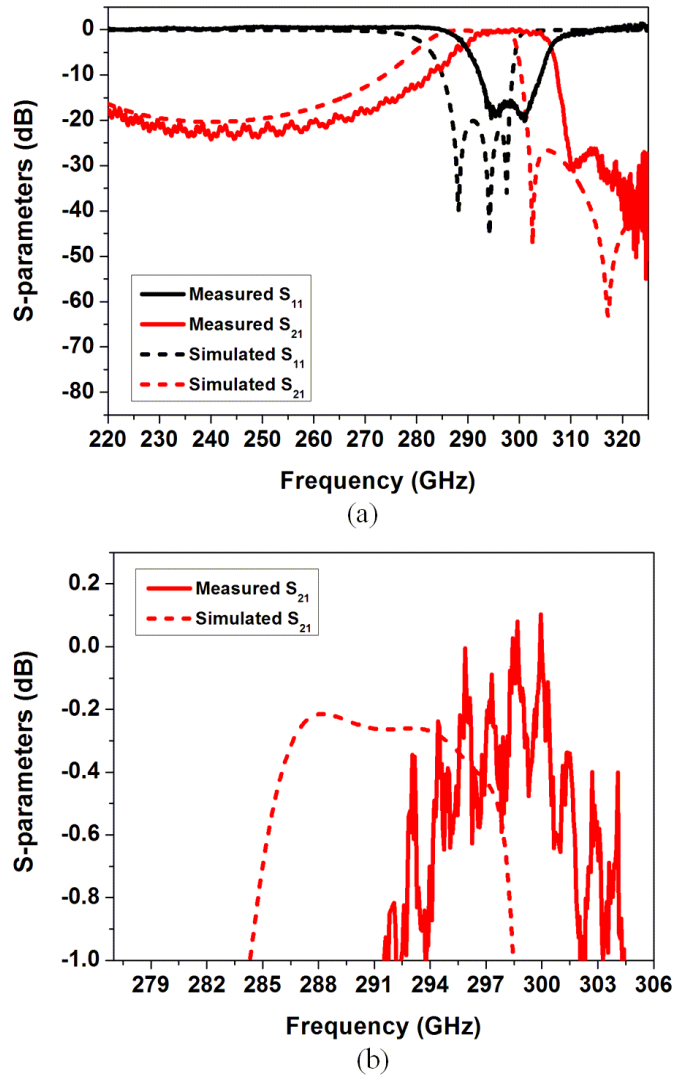 S-parameters (dB)
0
-10
-20
-30
-40
-50
-60
-70
-80
Measured S11
Measured S21
Simulated S11
Simulated S21
220 230 240 250 260 270 280 290 300 310 320
Frequency (GHz)
(a)
S-parameters (dB)
0.2
0.0
-0.2
-0.4
-0.6
-0.8
-1.0
Measured S21
Simulated S21
279 282 285 288 291 294 297 300 303 306
Frequency (GHz)
(b)